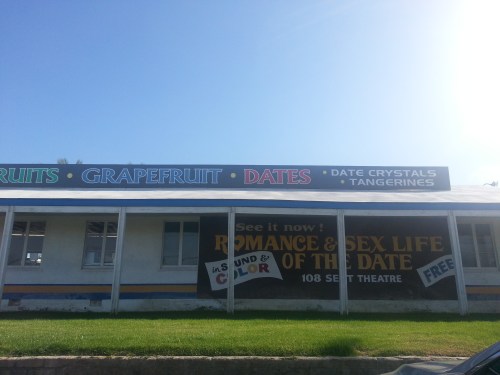 RUITS · GRAPEFRUIT · DATES · DATE CRYSTALS
· TANGERINES
See it now!
ROMANCE & SEX LIFE
OF THE DATE
in SOUND &
COLOR
108 SEAT THEATRE
FREE